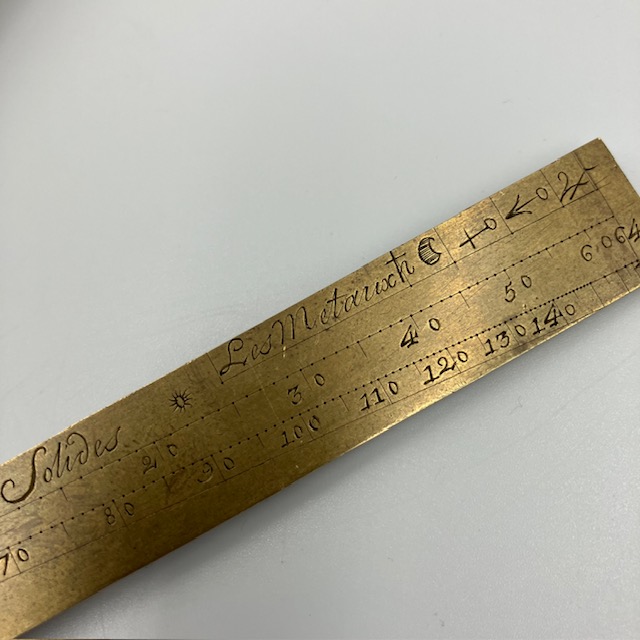 Les Metaux ♄ ☾ ♀ ♂ ♃
Solides 20 30 40 50 60 64
70 80 90 100 110 120 130 140